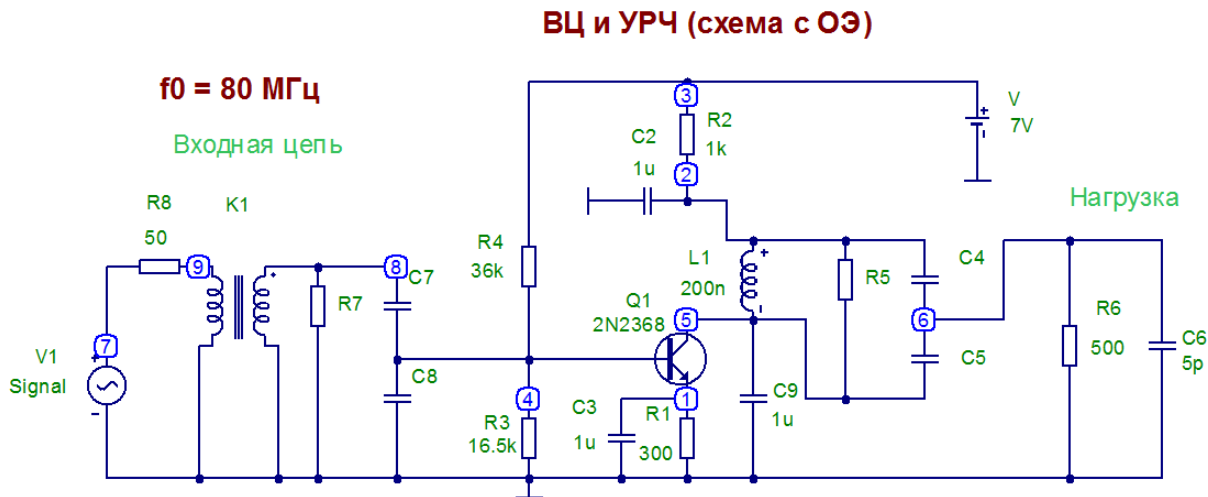 ВЦ и УРЧ (схема с ОЭ)
f0 = 80 МГц
Входная цепь
Нагрузка
3
R2
1k
V
+
-
7V
C2
1u
2
R8
50
K1
9
8
C7
R7
R4
36k
L1
200n
+
-
R5
C4
6
C5
Q1
2N2368
5
R6
500
C6
5p
7
V1
Signal
+
-
C8
4
R3
16.5k
C3
1u
1
R1
300
C9
1u